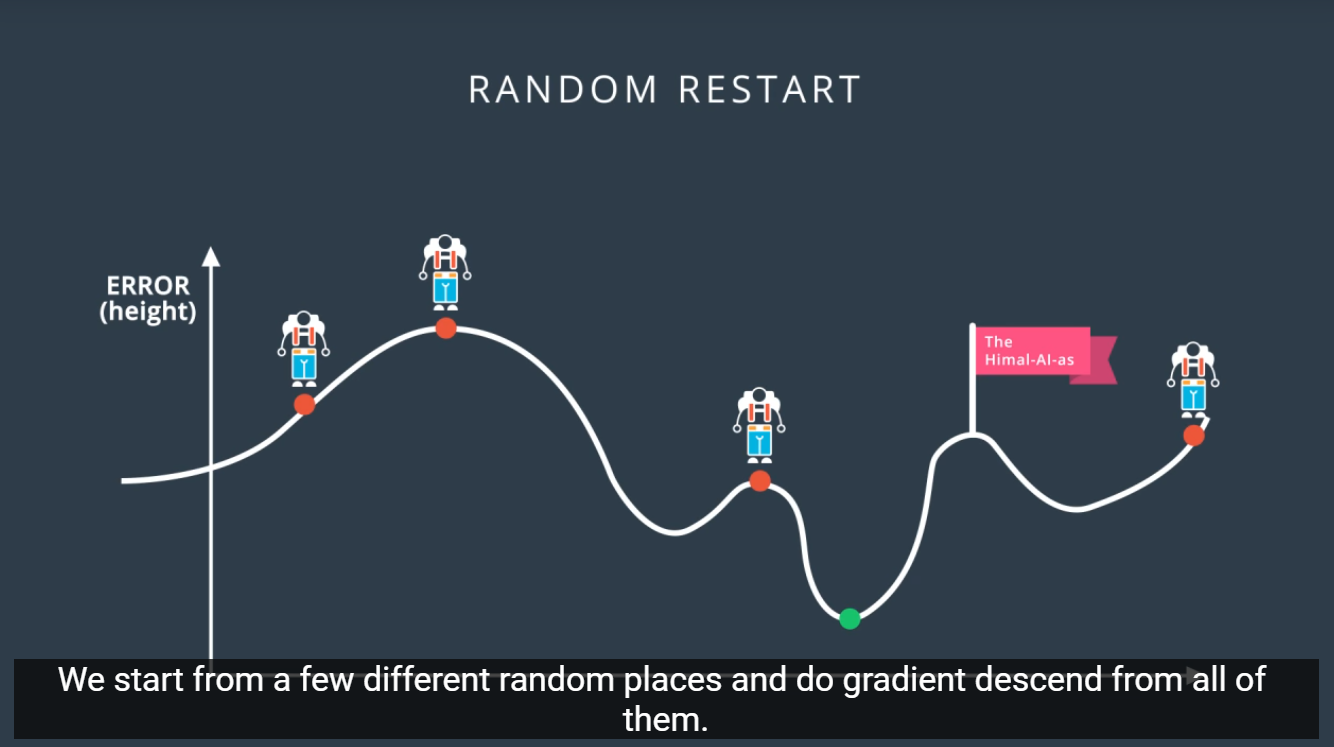 RANDOM RESTART
ERROR
(height)
The
Himal-AI-as
We start from a few different random places and do gradient descend from all of
them.